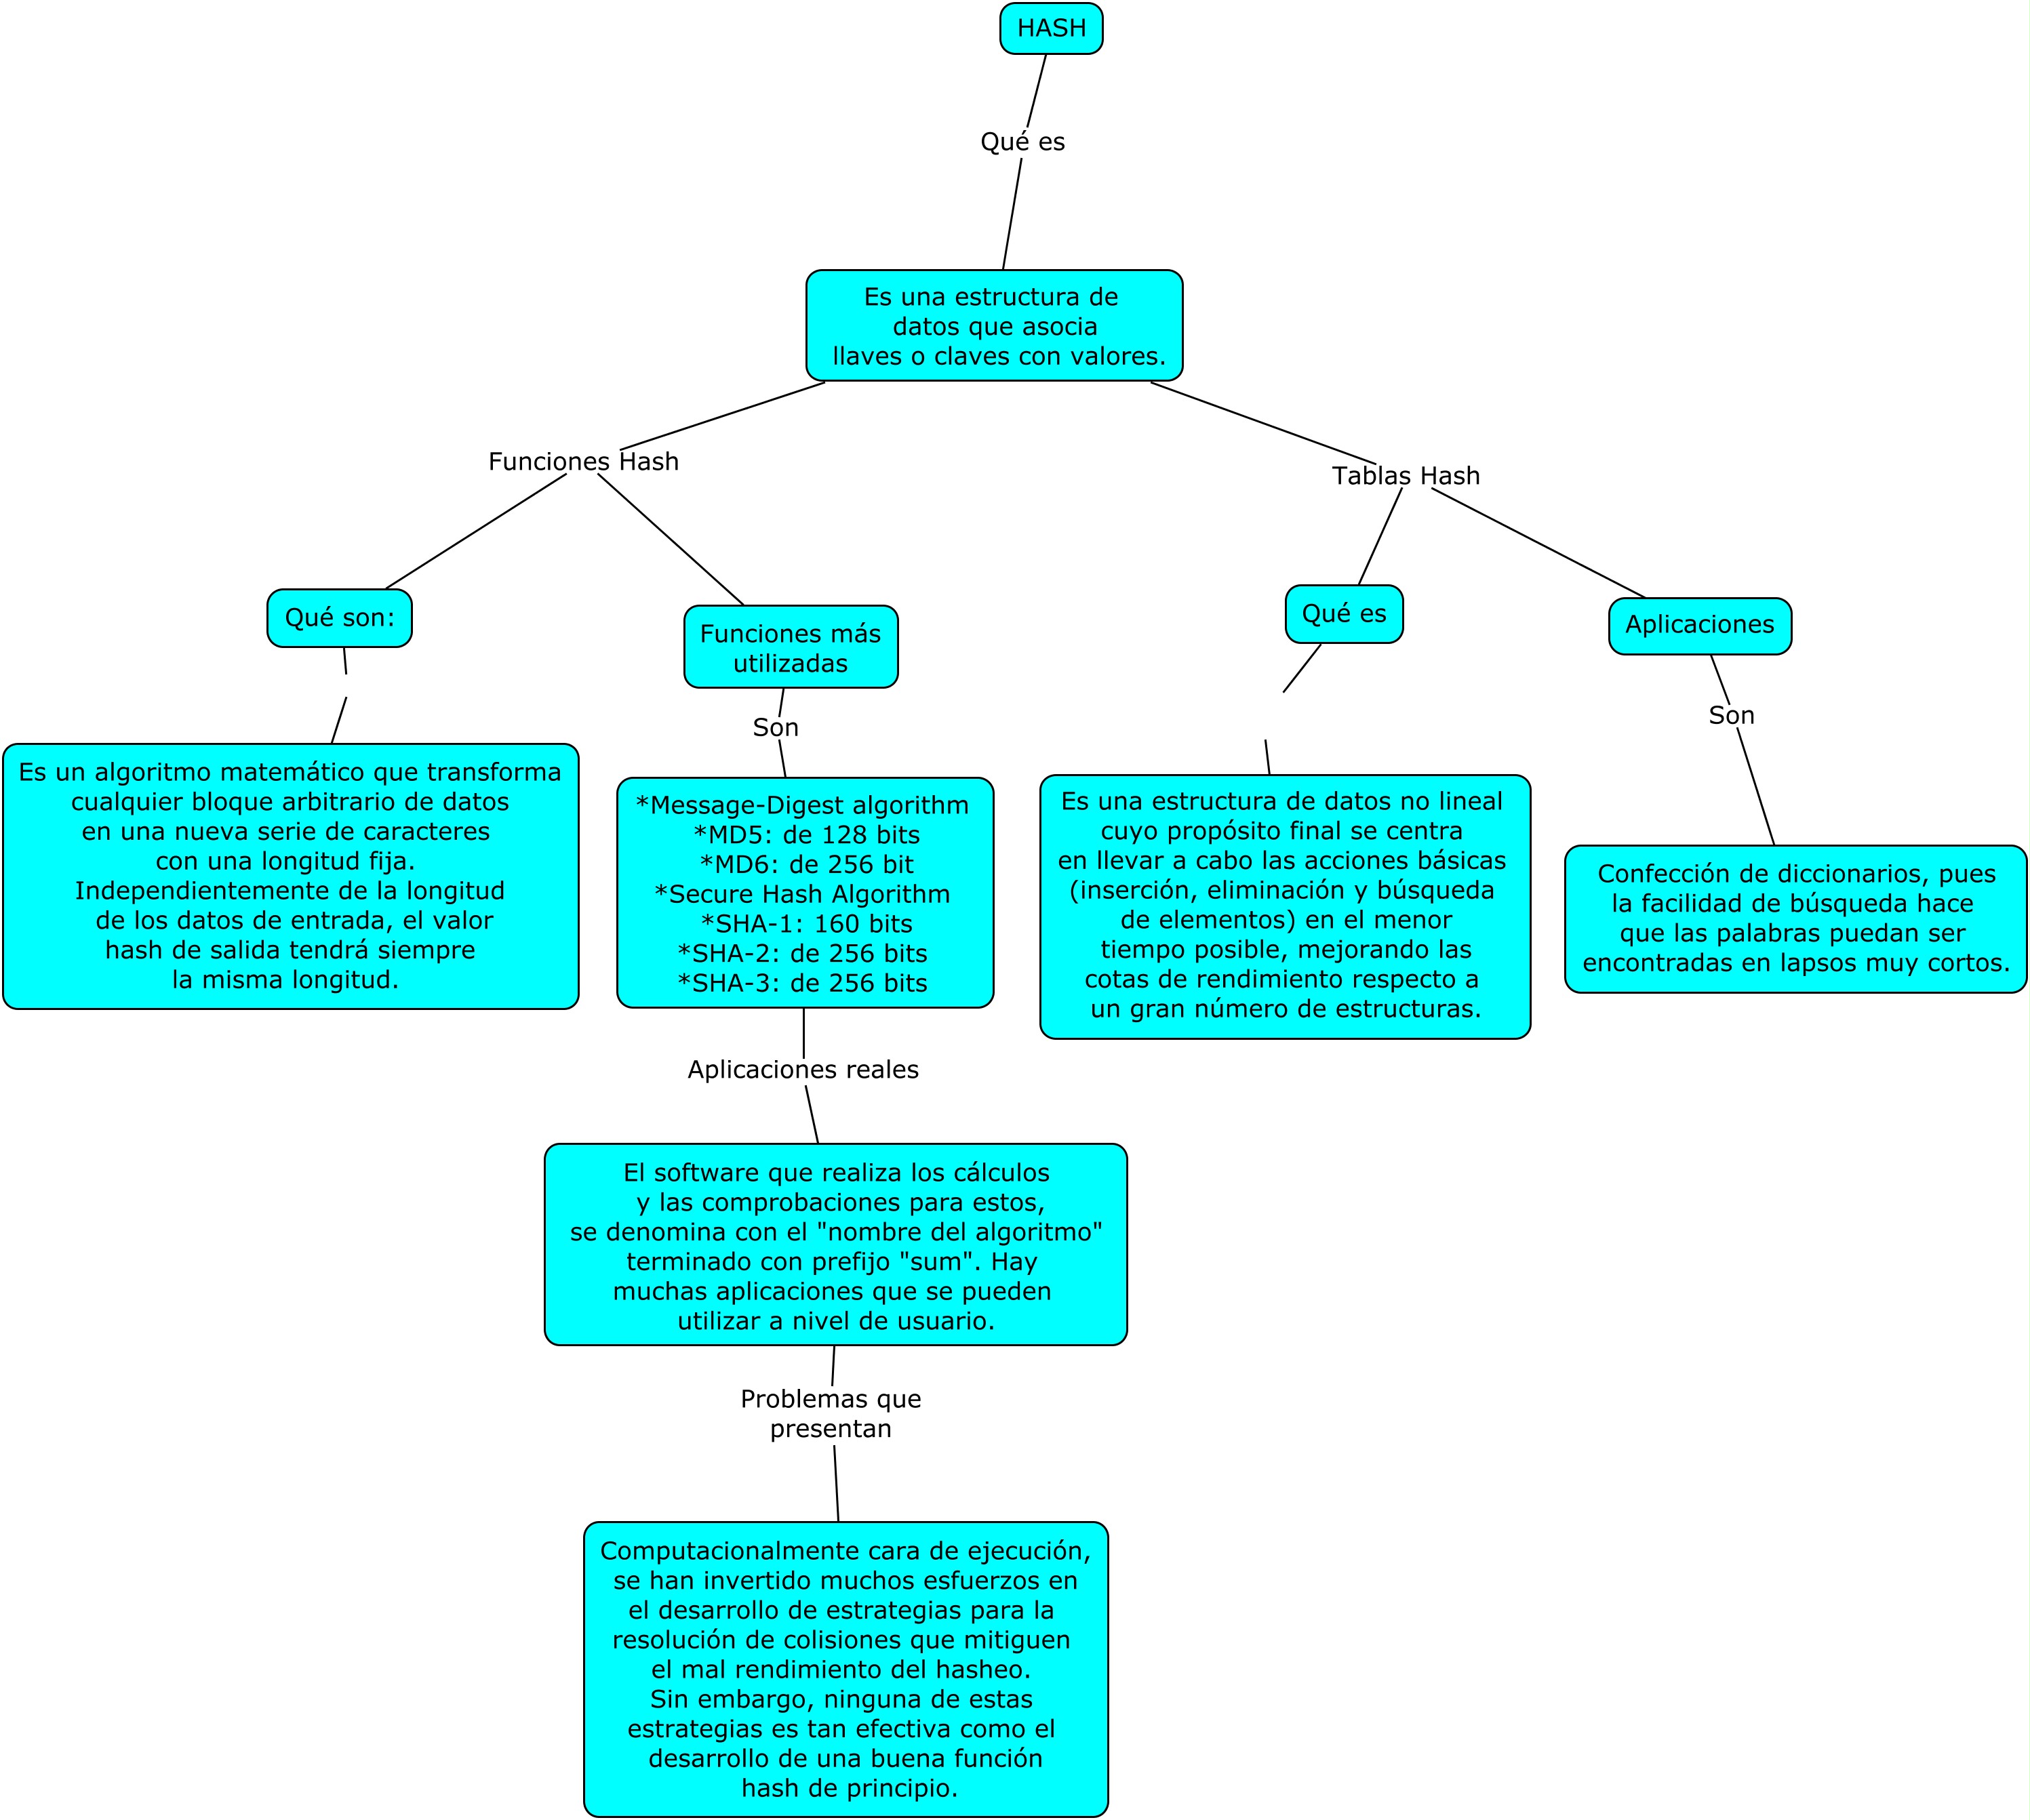 HASH
Qué es
Es una estructura de
datos que asocia
llaves o claves con valores.
Funciones Hash
Tablas Hash
Qué son:
Funciones más
utilizadas
Qué es
Aplicaciones
Son
Son
Es un algoritmo matemático que transforma
cualquier bloque arbitrario de datos
en una nueva serie de caracteres
con una longitud fija.
Independientemente de la longitud
de los datos de entrada, el valor
hash de salida tendrá siempre
la misma longitud.
*Message-Digest algorithm
*MD5: de 128 bits
*MD6: de 256 bit
*Secure Hash Algorithm
*SHA-1: 160 bits
*SHA-2: de 256 bits
*SHA-3: de 256 bits
Es una estructura de datos no lineal
cuyo propósito final se centra
en llevar a cabo las acciones básicas
(inserción, eliminación y búsqueda
de elementos) en el menor
tiempo posible, mejorando las
cotas de rendimiento respecto a
un gran número de estructuras.
Confección de diccionarios, pues
la facilidad de búsqueda hace
que las palabras puedan ser
encontradas en lapsos muy cortos.
Aplicaciones reales
El software que realiza los cálculos
y las comprobaciones para estos,
se denomina con el "nombre del algoritmo"
terminado con prefijo "sum". Hay
muchas aplicaciones que se pueden
utilizar a nivel de usuario.
Problemas que
presentan
Computacionalmente cara de ejecución,
se han invertido muchos esfuerzos en
el desarrollo de estrategias para la
resolución de colisiones que mitiguen
el mal rendimiento del hasheo.
Sin embargo, ninguna de estas
estrategias es tan efectiva como el
desarrollo de una buena función
hash de principio.